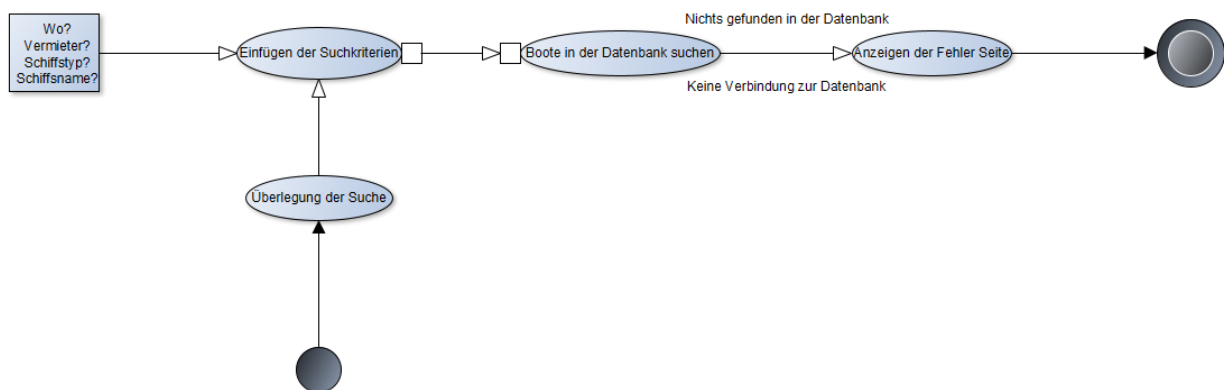 Wo?
Vermieter?
Schiffstyp?
Schiffsname?
Einfügen der Suchkriterien
Boote in der Datenbank suchen
Nichts gefunden in der Datenbank
Keine Verbindung zur Datenbank
Anzeigen der Fehler Seite
Überlegung der Suche